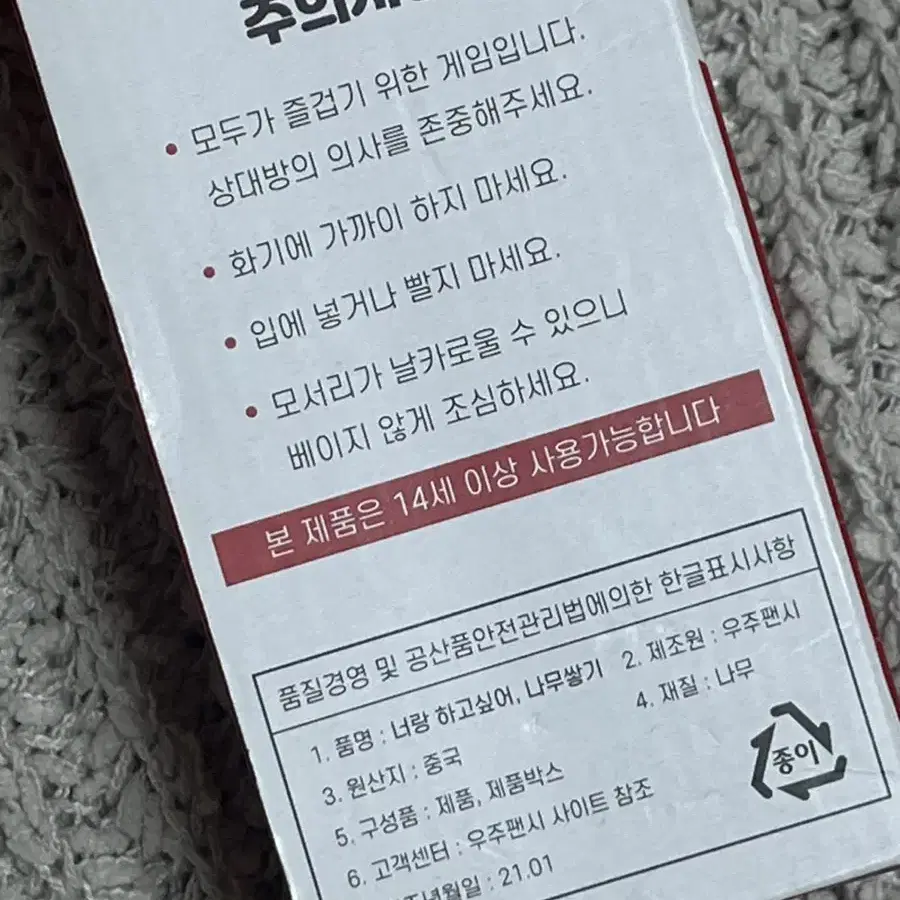 • 모두가 즐겁기 위한 게임입니다.
상대방의 의사를 존중해주세요.
• 화기에 가까이 하지 마세요.
• 입에 넣거나 빨지 마세요.
• 모서리가 날카로울 수 있으니
베이지 않게 조심하세요.
본 제품은 14세 이상 사용가능합니다
품질경영 및 공산품안전관리법에의한 한글표시사항
1. 품명 : 너랑 하고싶어, 나무쌓기 2. 제조원 : 우주팬시
3. 원산지 : 중국 4. 재질 : 나무
5. 구성품 : 제품, 제품박스
6. 고객센터 : 우주팬시 사이트 참조
조년월일 : 21.01
종이